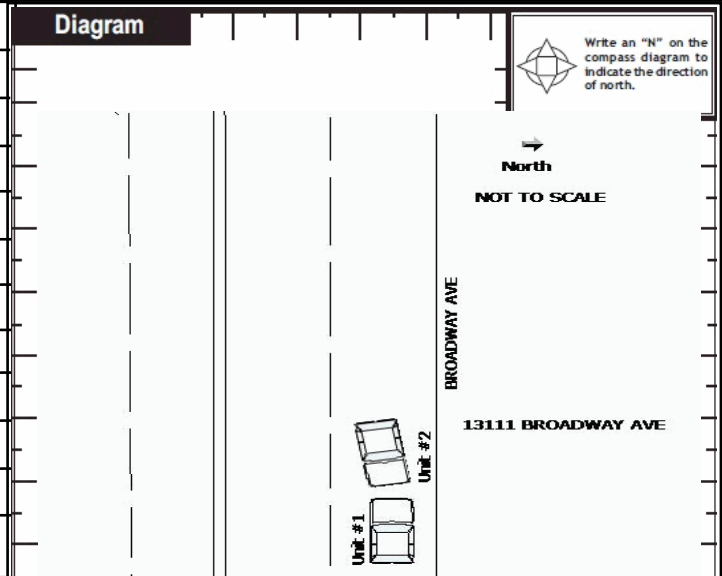 Diagram
Write an “N” on the
compass diagram to
indicate the direction
of north.
North
NOT TO SCALE
BROADWAY AVE
13111 BROADWAY AVE
Unit #2
Unit #1